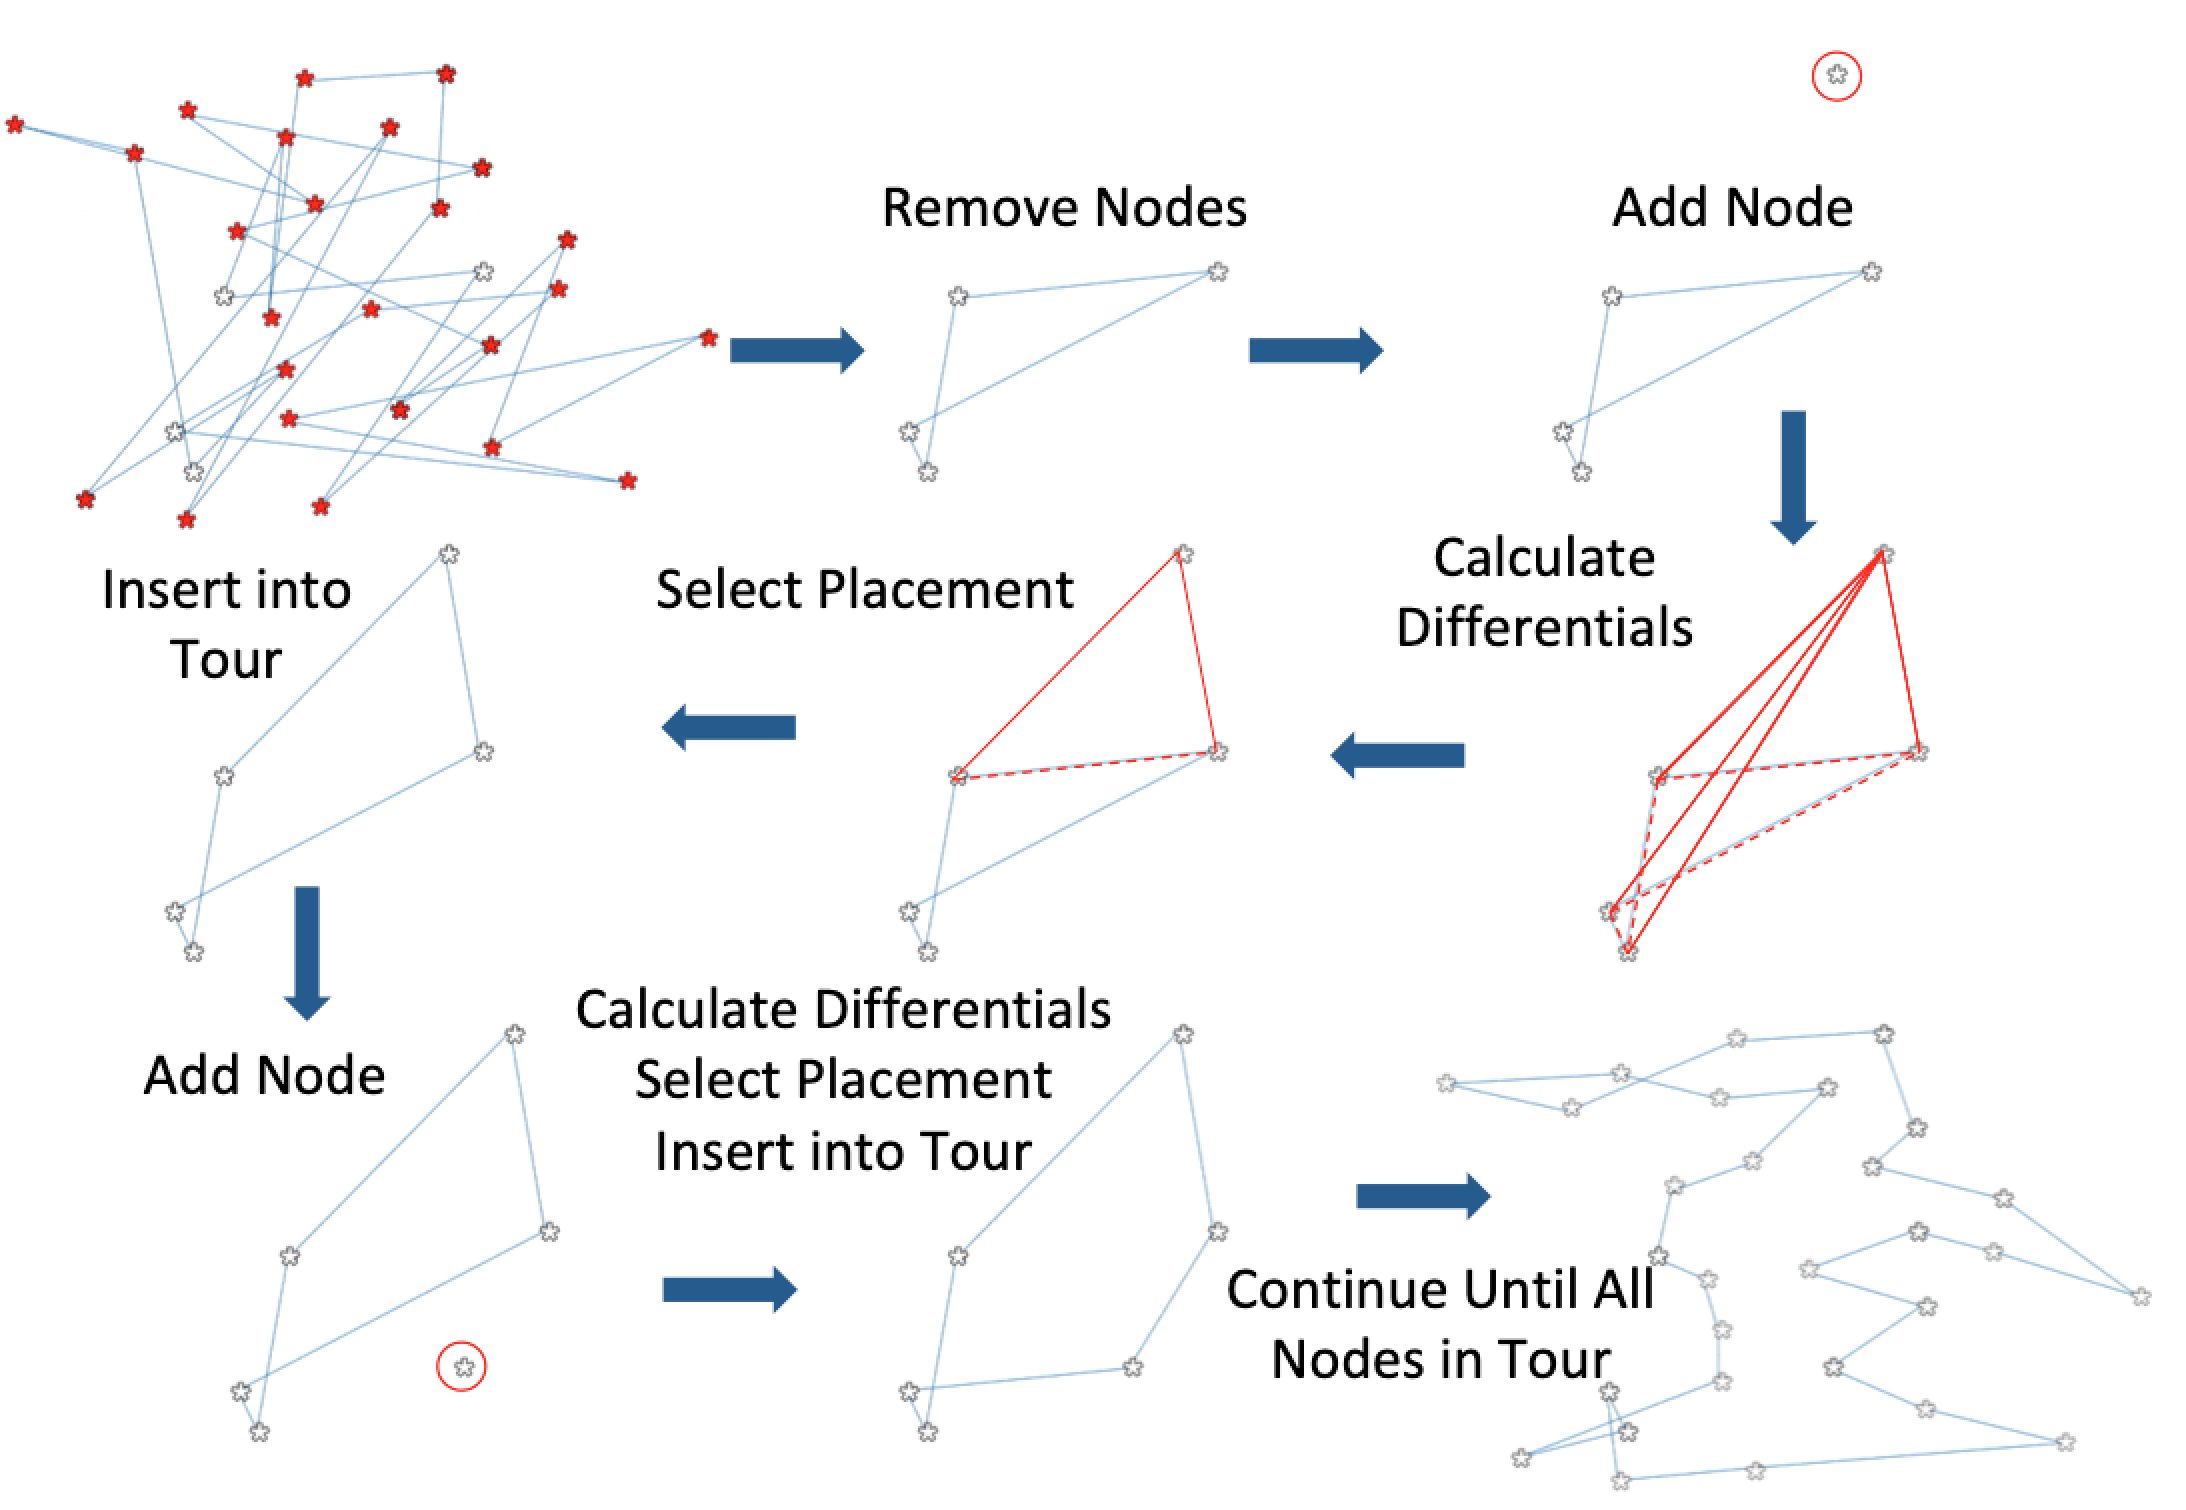 Remove Nodes
Add Node
Calculate
Differentials
Select Placement
Insert into
Tour
Add Node
Calculate Differentials
Select Placement
Insert into Tour
Continue Until All
Nodes in Tour